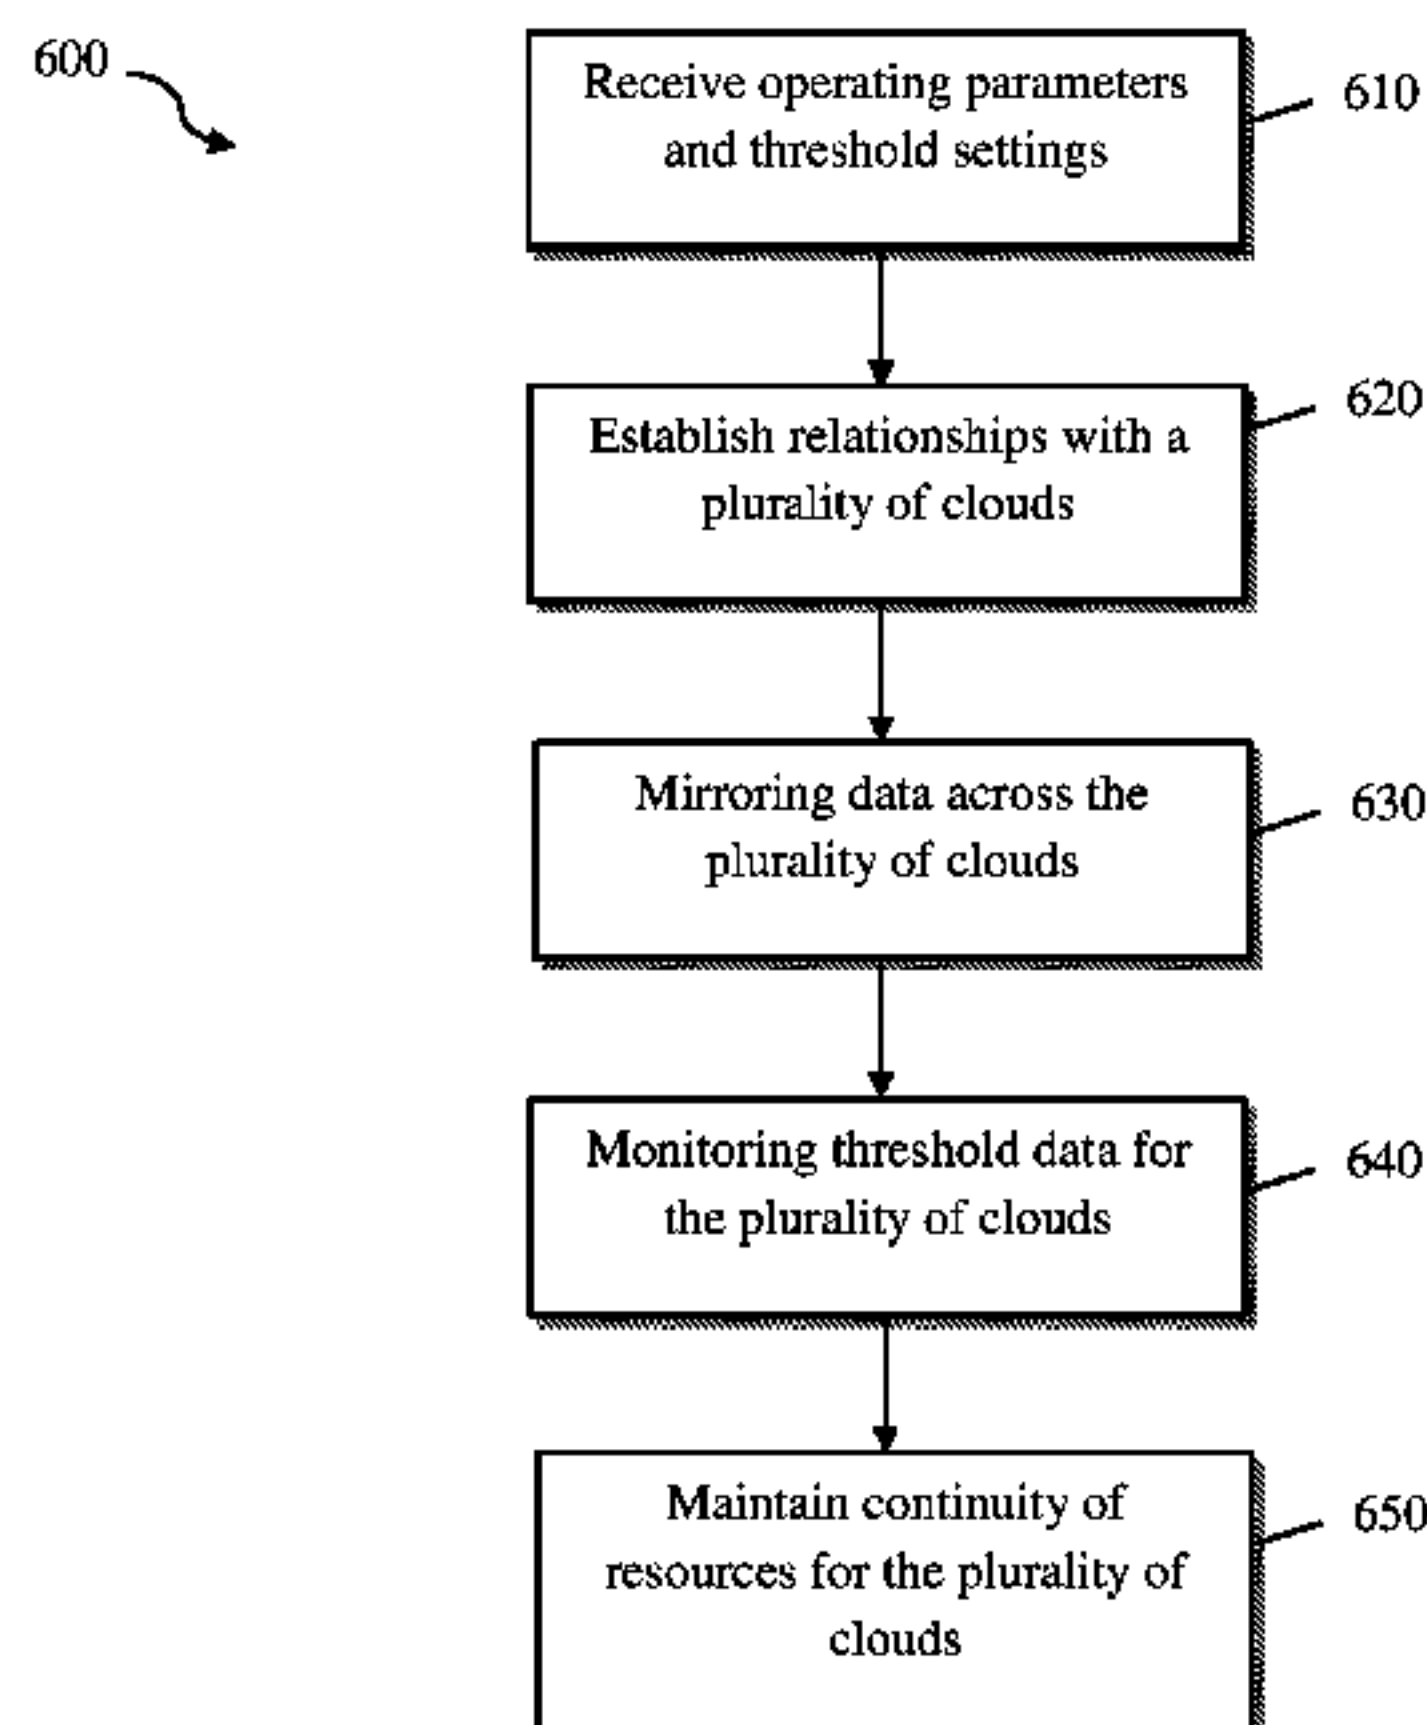 600
Receive operating parameters
and threshold settings
610
Establish relationships with a
plurality of clouds
620
Mirroring data across the
plurality of clouds
630
Monitoring threshold data for
the plurality of clouds
640
Maintain continuity of
resources for the plurality of
clouds
650